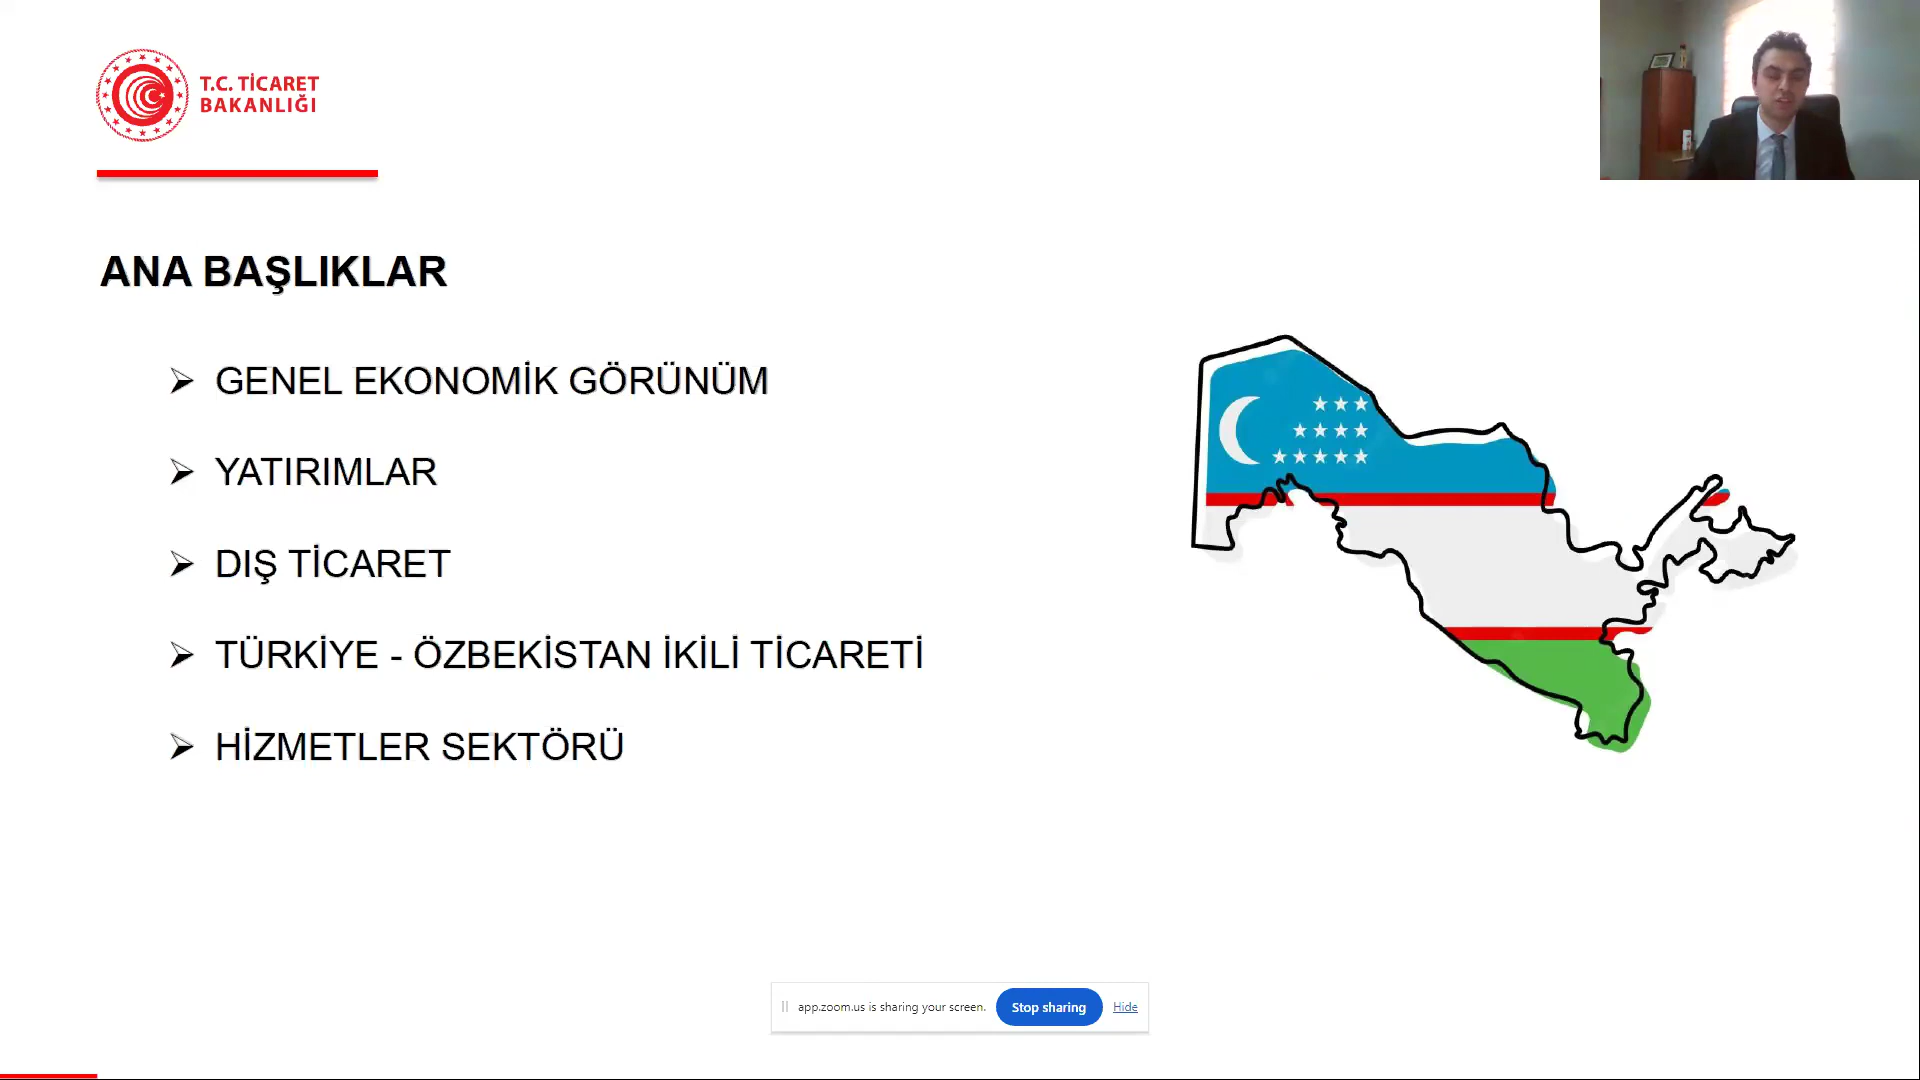 T.C. TİCARET
BAKANLIĞI
ANA BAŞLIKLAR
GENEL EKONOMİK GÖRÜNÜM
YATIRIMLAR
DIŞ TİCARET
TÜRKİYE - ÖZBEKİSTAN İKİLİ TİCARETİ
HİZMETLER SEKTÖRÜ
app.zoom.us is sharing your screen. Stop sharing Hide